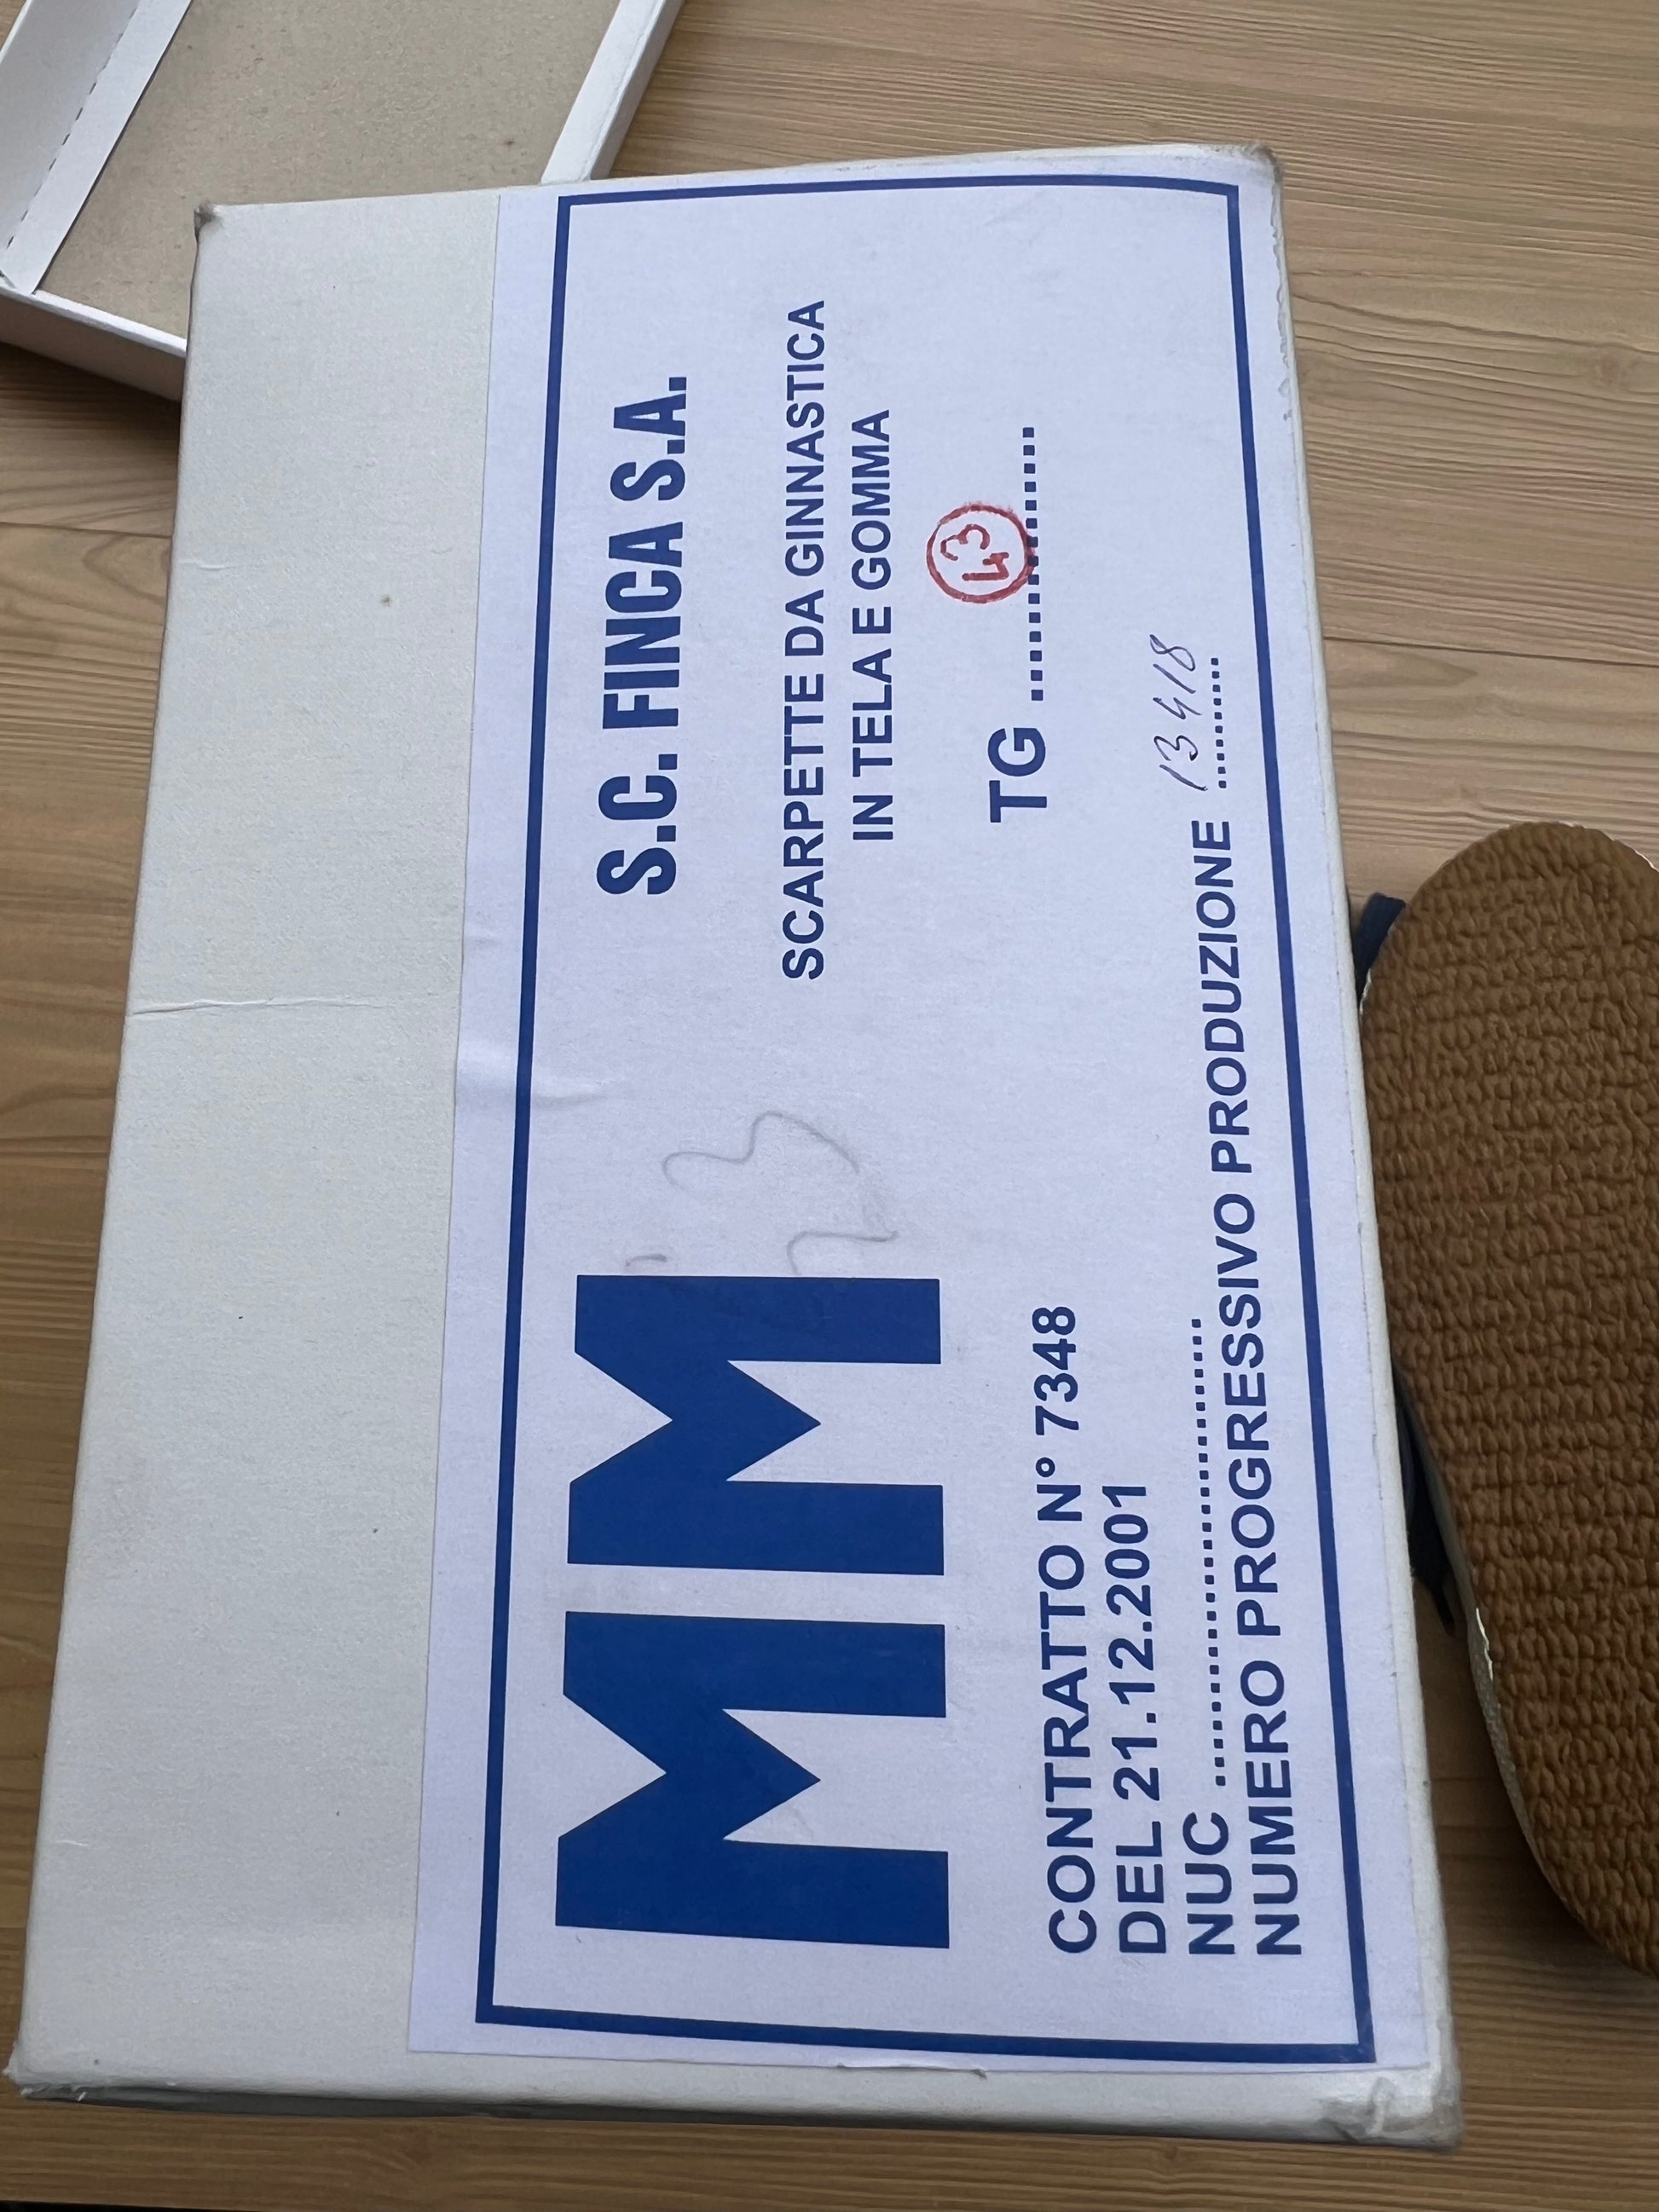 MM
S.C. FINCA S.A.
SCARPETTE DA GINNASTICA
IN TELA E GOMMA
TG .................... 43
CONTRATTO N° 7348
DEL 21.12.2001
NUC ........................................
NUMERO PROGRESSIVO PRODUZIONE ........... 13418